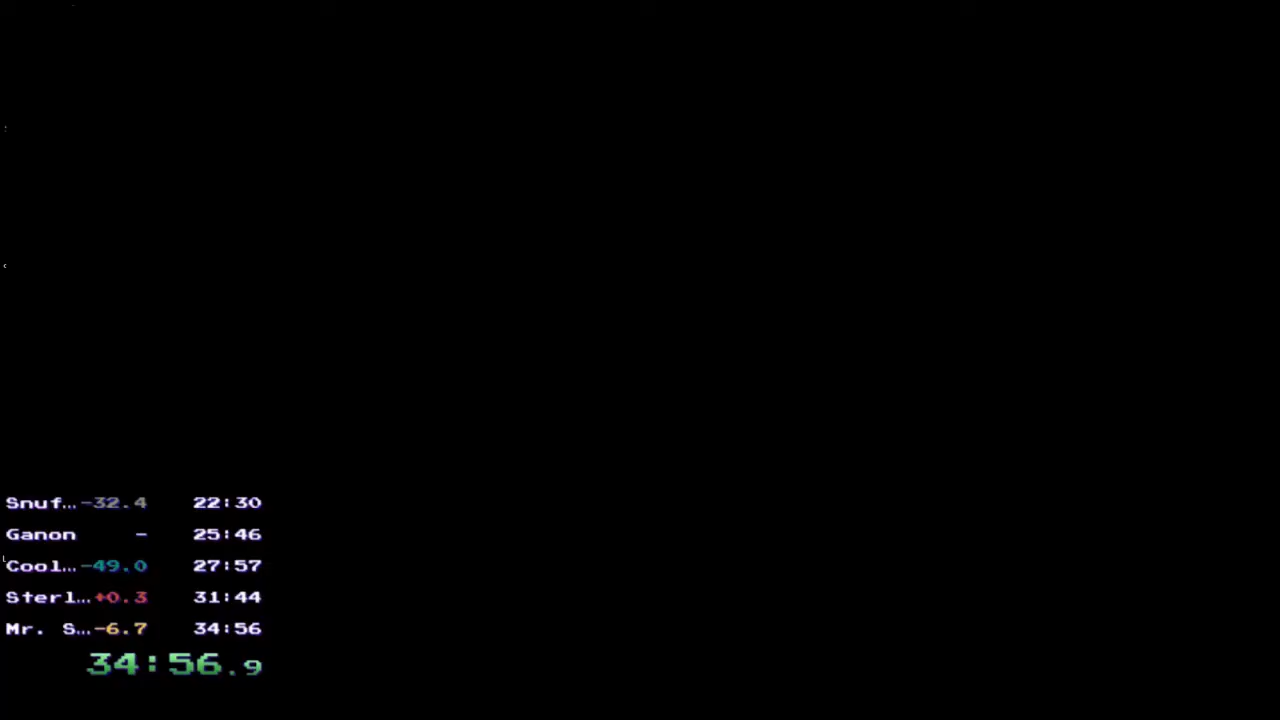 Snuf... -32.4 22:30
Ganon - 25:46
Cool... -49.0 27:57
Sterl... +0.3 31:44
Mr. S... -6.7 34:56
34:56.9